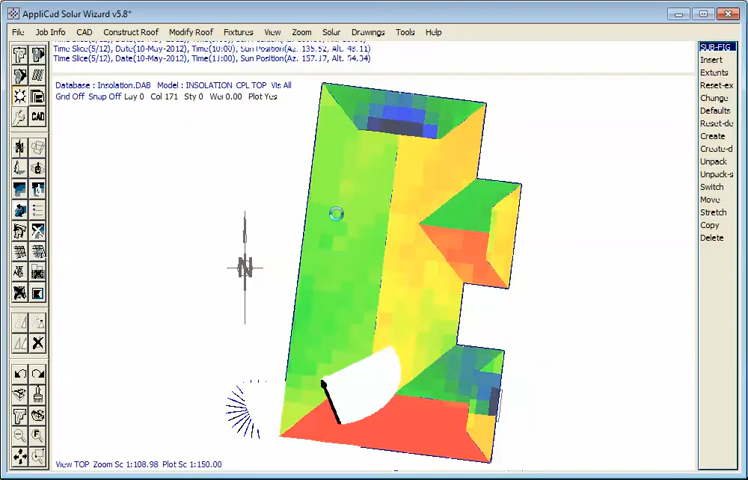 AppliCad Solar Wizard v5.8*
File Job Info CAD Construct Roof Modify Roof Fixtures View Zoom Solar Drawings Tools Help
Time Slice(5/12), Date(10-May-2012), Time(10:00), Sun Position(Az. 135.52, Alt. 48.11)
Time Slice(6/12), Date(10-May-2012), Time(11:00), Sun Position(Az. 157.17, Alt. 54.34)
Database : Insolation.DAB Model : INSOLATION CPL TOP Vis All
Gnd Off Snap Off Lay 0 Col 171 Sty 0 Wei 0.00 Plot Yes
CAD
N
View TOP Zoom Sc 1:108.98 Plot Sc 1:150.00
SUB-FIG
Insert
Extents
Reset-ex
Change
Defaults
Reset-de
Create
Create-d
Unpack
Unpack-s
Switch
Move
Stretch
Copy
Delete